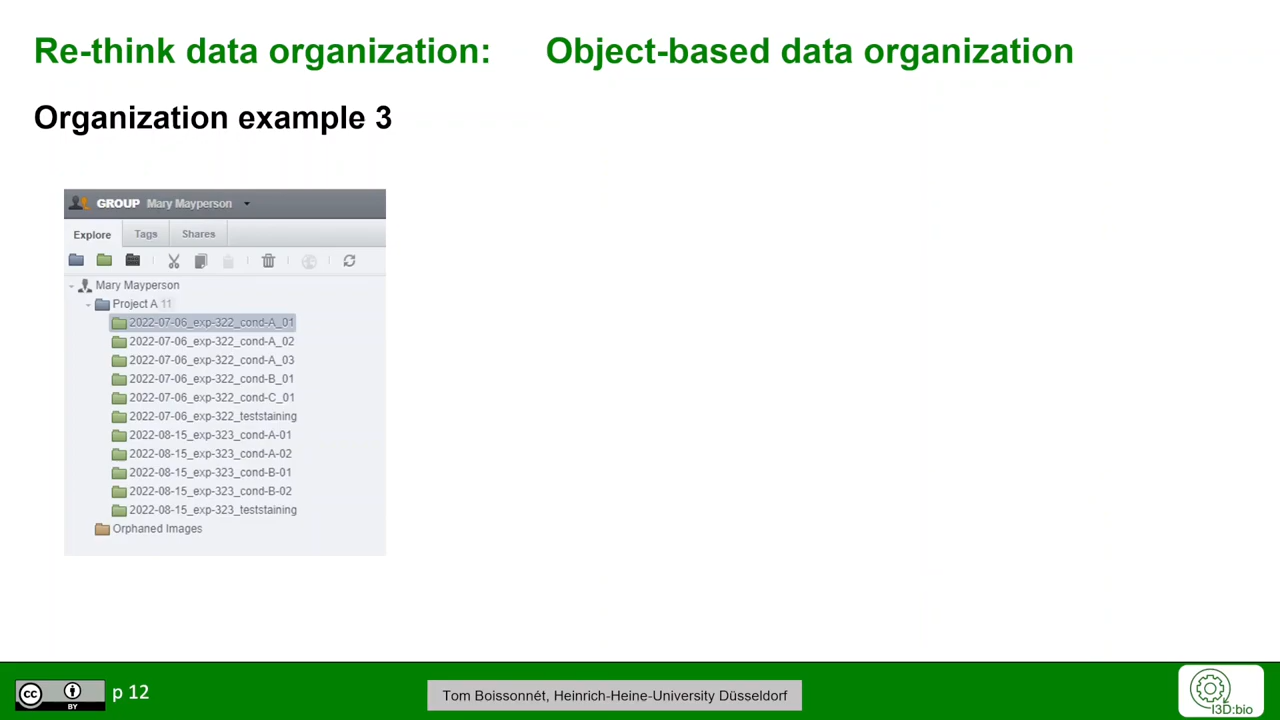 Re-think data organization: Object-based data organization
Organization example 3
GROUP Mary Mayperson
Explore Tags Shares
Mary Mayperson
Project A 11
2022-07-06_exp-322_cond-A_01
2022-07-06_exp-322_cond-A_02
2022-07-06_exp-322_cond-A_03
2022-07-06_exp-322_cond-B_01
2022-07-06_exp-322_cond-C_01
2022-07-06_exp-322_teststaining
2022-08-15_exp-323_cond-A-01
2022-08-15_exp-323_cond-A-02
2022-08-15_exp-323_cond-B-01
2022-08-15_exp-323_cond-B-02
2022-08-15_exp-323_teststaining
Orphaned Images
cc BY p 12
Tom Boissonnét, Heinrich-Heine-University Düsseldorf
I3D:bio